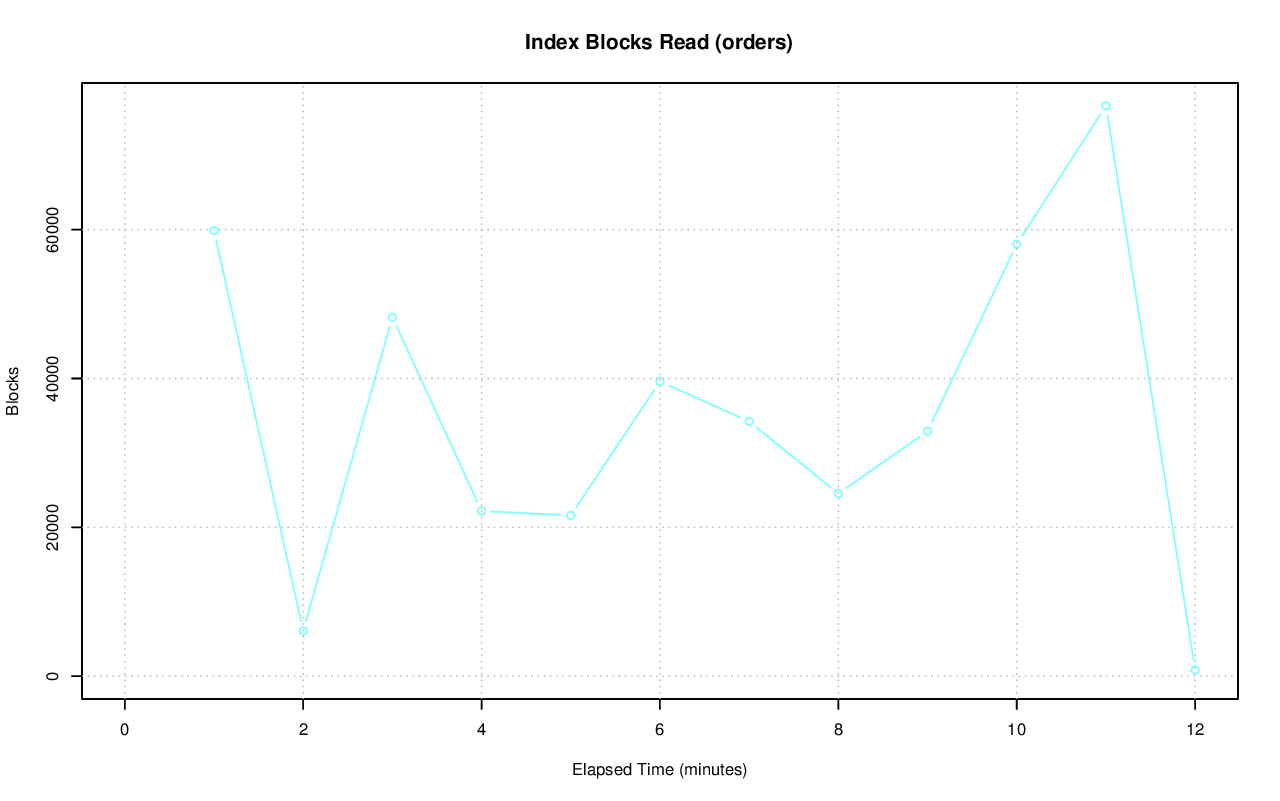 Index Blocks Read (orders)
Blocks
60000
40000
20000
0
0 2 4 6 8 10 12
Elapsed Time (minutes)